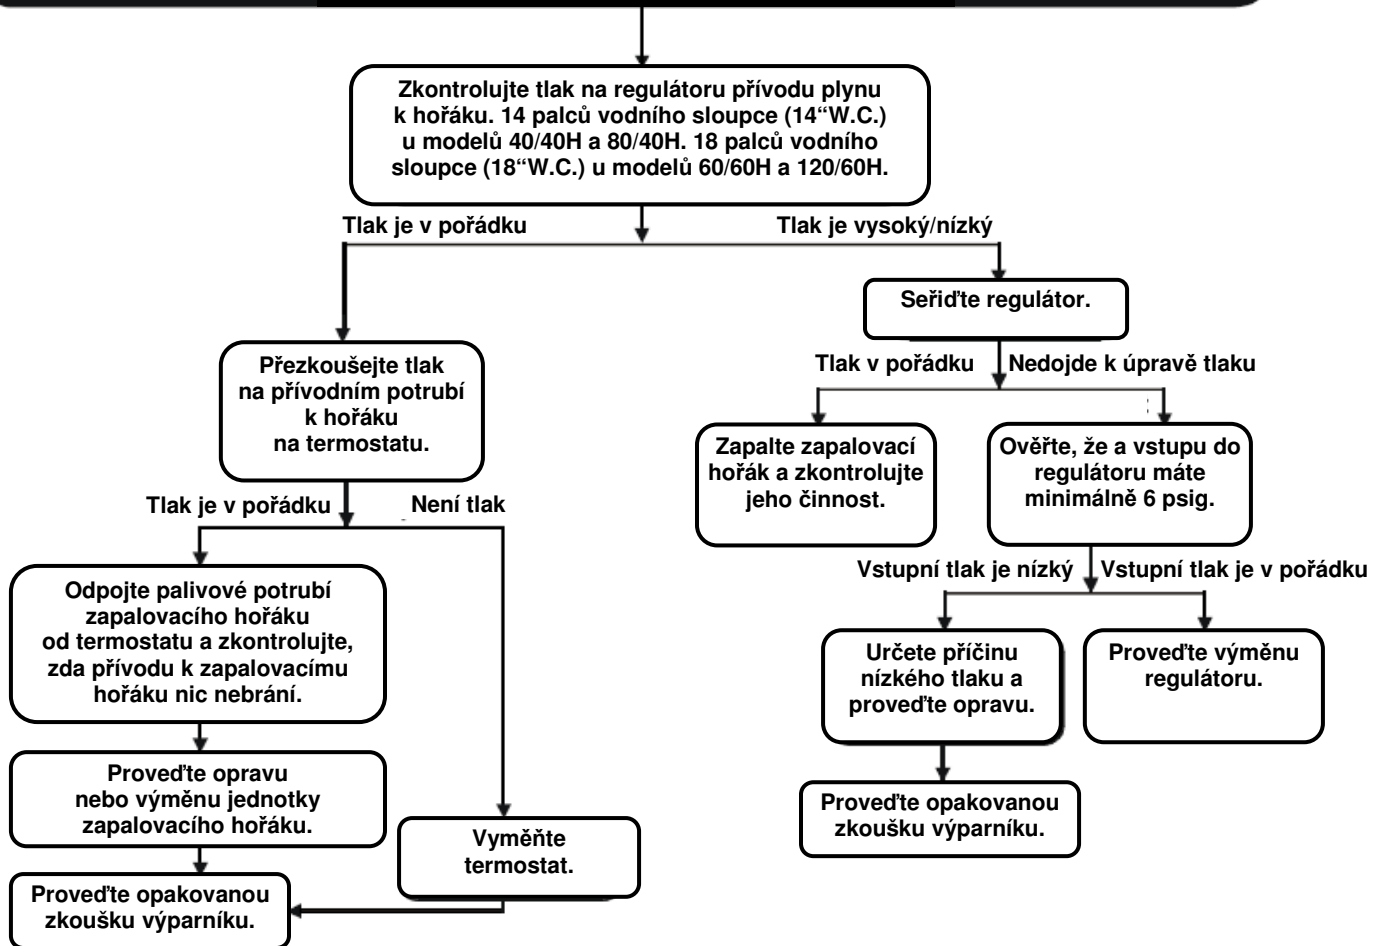 Zkontrolujte tlak na regulátoru přívodu plynu
k hořáku. 14 palců vodního sloupce (14“W.C.)
u modelů 40/40H a 80/40H. 18 palců vodního
sloupce (18“W.C.) u modelů 60/60H a 120/60H.
Tlak je v pořádku
Tlak je vysoký/nízký
Seřiďte regulátor.
Přezkoušejte tlak
na přívodním potrubí
k hořáku
na termostatu.
Tlak v pořádku
Nedojde k úpravě tlaku
Zapalte zapalovací
hořák a zkontrolujte
jeho činnost.
Ověřte, že a vstupu do
regulátoru máte
minimálně 6 psig.
Tlak je v pořádku
Není tlak
Vstupní tlak je nízký
Vstupní tlak je v pořádku
Odpojte palivové potrubí
zapalovacího hořáku
od termostatu a zkontrolujte,
zda přívodu k zapalovacímu
hořáku nic nebrání.
Určete příčinu
nízkého tlaku a
proveďte opravu.
Proveďte výměnu
regulátoru.
Proveďte opravu
nebo výměnu jednotky
zapalovacího hořáku.
Proveďte opakovanou
zkoušku výparníku.
Vyměňte
termostat.
Proveďte opakovanou
zkoušku výparníku.